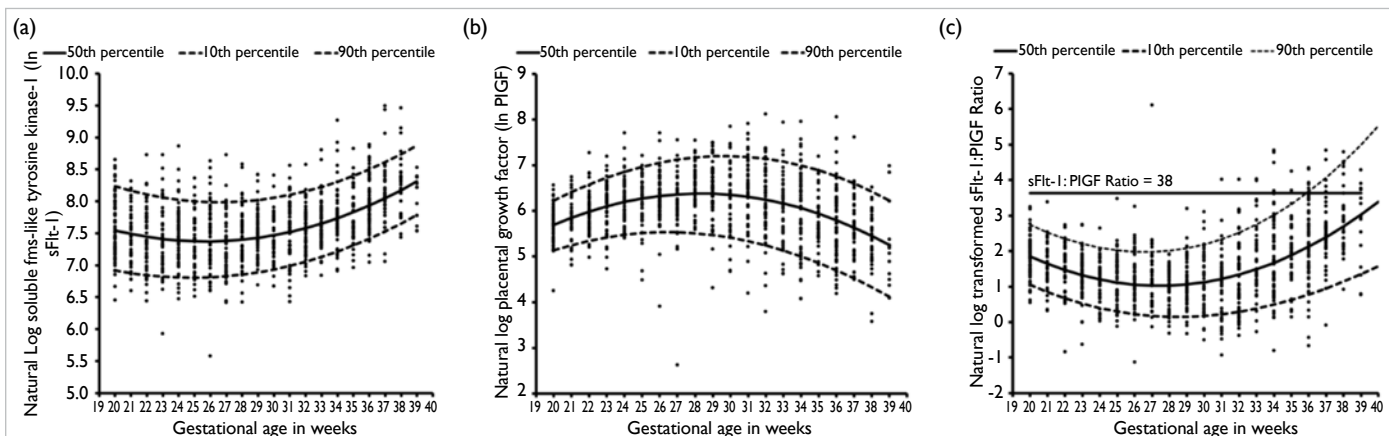 (a)
50th percentile 10th percentile 90th percentile
Natural Log soluble fms-like tyrosine kinase-1 (ln
sFlt-1)
10.0
9.5
9.0
8.5
8.0
7.5
7.0
6.5
6.0
5.5
5.0
19 20 21 22 23 24 25 26 27 28 29 30 31 32 33 34 35 36 37 38 39 40
Gestational age in weeks
(b)
50th percentile 10th percentile 90th percentile
Natural log placental growth factor (ln PIGF)
9
8
7
6
5
4
3
2
19 20 21 22 23 24 25 26 27 28 29 30 31 32 33 34 35 36 37 38 39 40
Gestational age in weeks
(c)
50th percentile 10th percentile 90th percentile
Natural log transformed sFlt-1:PIGF Ratio
7
6
5
4
3
2
1
0
-1
-2
sFlt-1: PIGF Ratio = 38
19 20 21 22 23 24 25 26 27 28 29 30 31 32 33 34 35 36 37 38 39 40
Gestational age in weeks